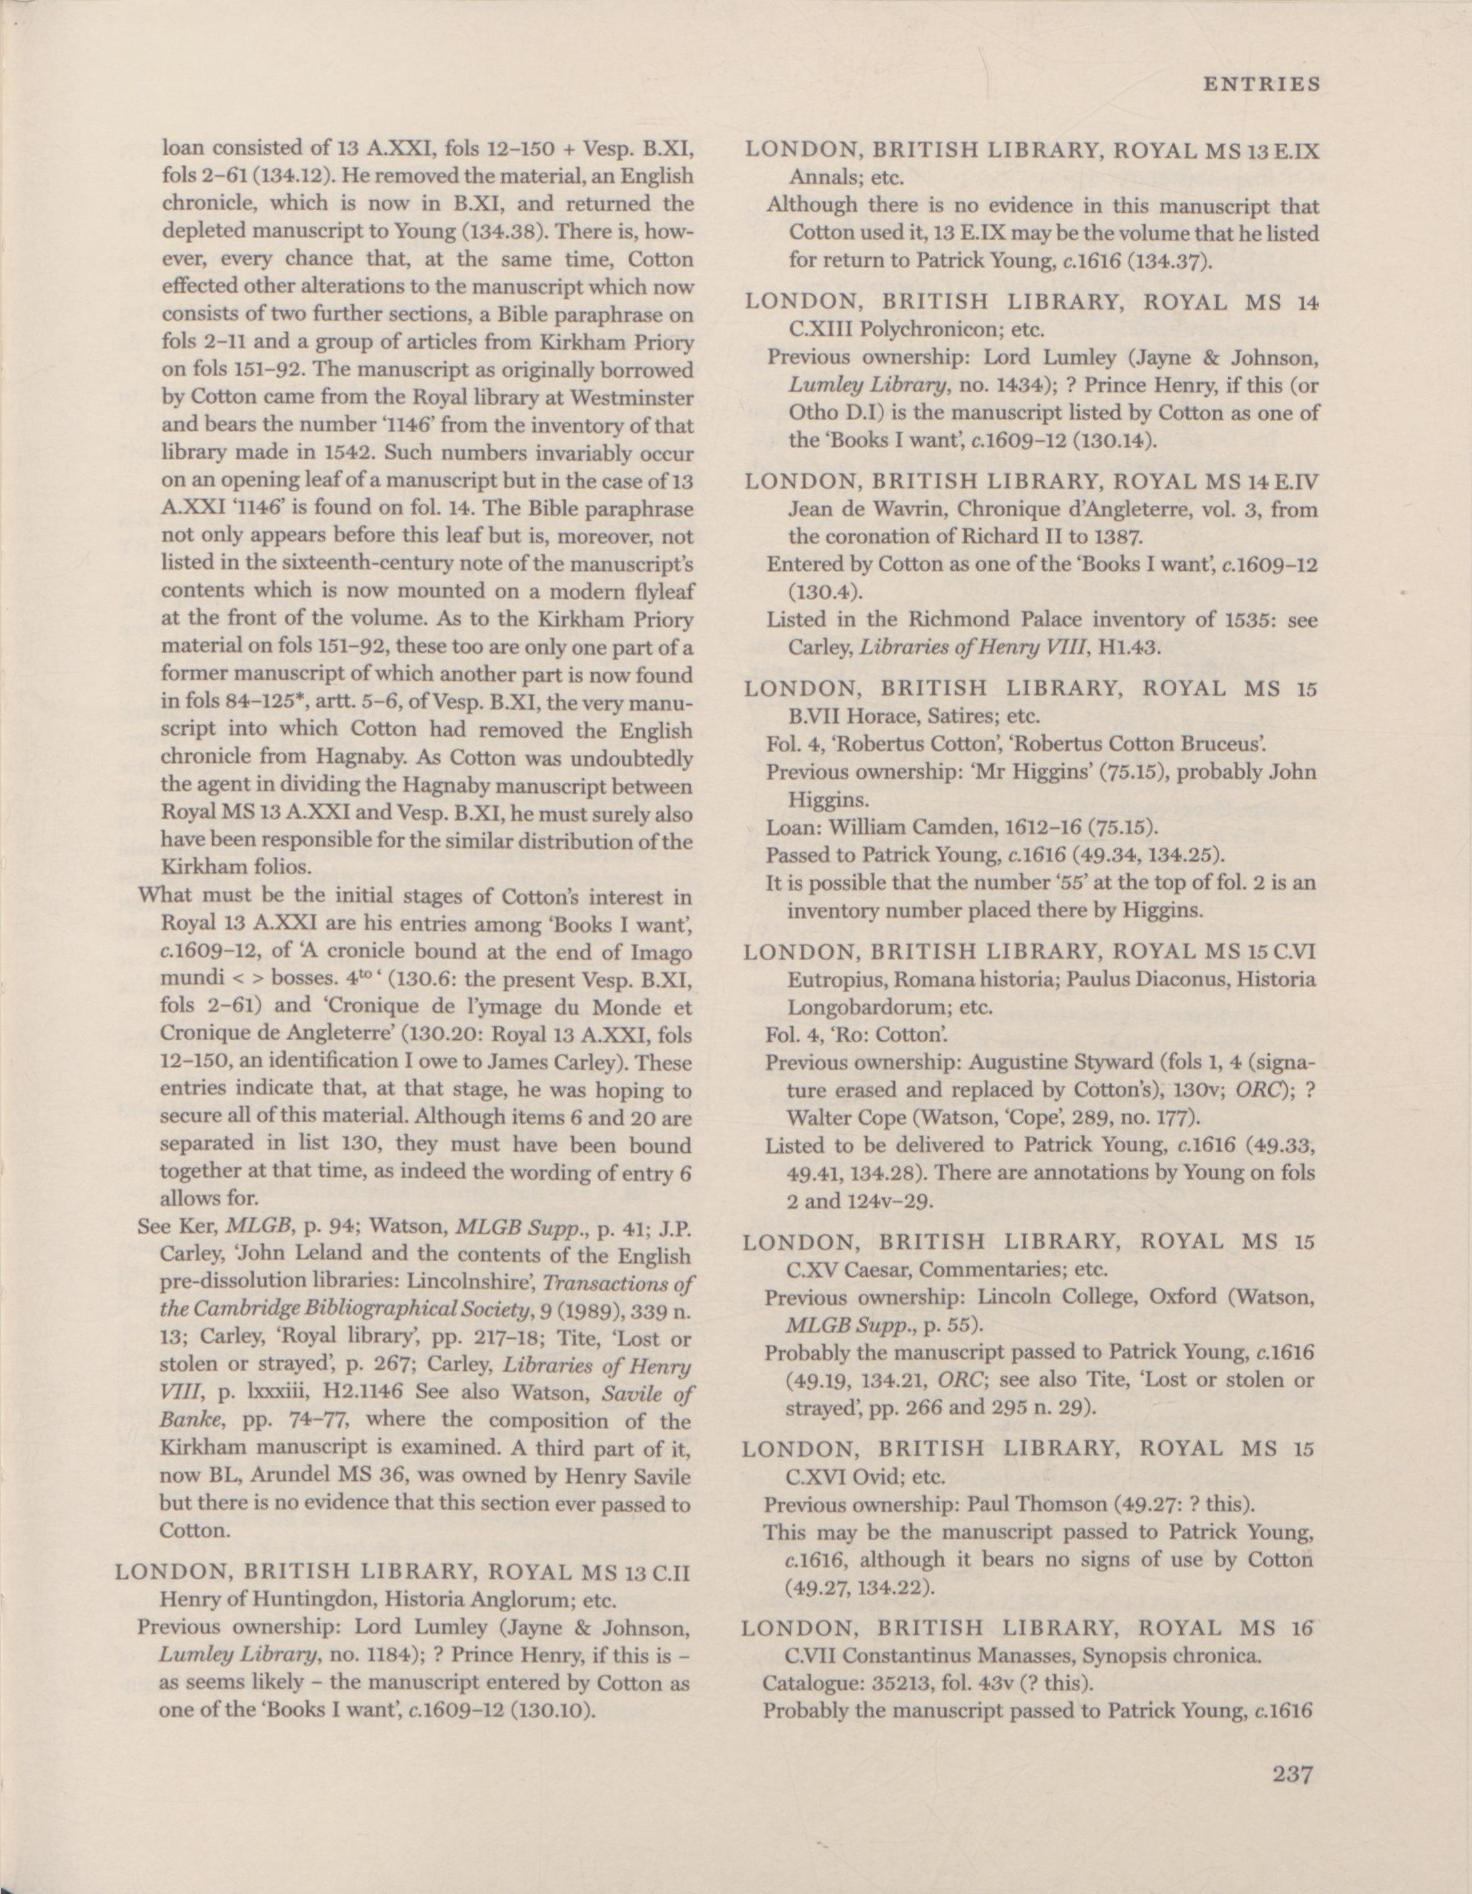 ENTRIES
loan consisted of 13 A.XXI, fols 12–150 + Vesp. B.XI,
fols 2–61 (134.12). He removed the material, an English
chronicle, which is now in B.XI, and returned the
depleted manuscript to Young (134.38). There is, how-
ever, every chance that, at the same time, Cotton
effected other alterations to the manuscript which now
consists of two further sections, a Bible paraphrase on
fols 2–11 and a group of articles from Kirkham Priory
on fols 151–92. The manuscript as originally borrowed
by Cotton came from the Royal library at Westminster
and bears the number ‘1146’ from the inventory of that
library made in 1542. Such numbers invariably occur
on an opening leaf of a manuscript but in the case of 13
A.XXI ‘1146’ is found on fol. 14. The Bible paraphrase
not only appears before this leaf but is, moreover, not
listed in the sixteenth-century note of the manuscript’s
contents which is now mounted on a modern flyleaf
at the front of the volume. As to the Kirkham Priory
material on fols 151–92, these too are only one part of a
former manuscript of which another part is now found
in fols 84–125*, artt. 5–6, of Vesp. B.XI, the very manu-
script into which Cotton had removed the English
chronicle from Hagnaby. As Cotton was undoubtedly
the agent in dividing the Hagnaby manuscript between
Royal MS 13 A.XXI and Vesp. B.XI, he must surely also
have been responsible for the similar distribution of the
Kirkham folios.
What must be the initial stages of Cotton’s interest in
Royal 13 A.XXI are his entries among ‘Books I want’,
c.1609–12, of ‘A cronicle bound at the end of Imago
mundi < > bosses. 4to‘ (130.6: the present Vesp. B.XI,
fols 2–61) and ‘Cronique de l’ymage du Monde et
Cronique de Angleterre’ (130.20: Royal 13 A.XXI, fols
12–150, an identification I owe to James Carley). These
entries indicate that, at that stage, he was hoping to
secure all of this material. Although items 6 and 20 are
separated in list 130, they must have been bound
together at that time, as indeed the wording of entry 6
allows for.
See Ker, MLGB, p. 94; Watson, MLGB Supp., p. 41; J.P.
Carley, ‘John Leland and the contents of the English
pre-dissolution libraries: Lincolnshire’, Transactions of
the Cambridge Bibliographical Society, 9 (1989), 339 n.
13; Carley, ‘Royal library’, pp. 217–18; Tite, ‘Lost or
stolen or strayed’, p. 267; Carley, Libraries of Henry
VIII, p. lxxxiii, H2.1146 See also Watson, Savile of
Banke, pp. 74–77, where the composition of the
Kirkham manuscript is examined. A third part of it,
now BL, Arundel MS 36, was owned by Henry Savile
but there is no evidence that this section ever passed to
Cotton.
LONDON, BRITISH LIBRARY, ROYAL MS 13 C.II
Henry of Huntingdon, Historia Anglorum; etc.
Previous ownership: Lord Lumley (Jayne & Johnson,
Lumley Library, no. 1184); ? Prince Henry, if this is –
as seems likely – the manuscript entered by Cotton as
one of the ‘Books I want’, c.1609–12 (130.10).
LONDON, BRITISH LIBRARY, ROYAL MS 13 E.IX
Annals; etc.
Although there is no evidence in this manuscript that
Cotton used it, 13 E.IX may be the volume that he listed
for return to Patrick Young, c.1616 (134.37).
LONDON, BRITISH LIBRARY, ROYAL MS 14
C.XIII Polychronicon; etc.
Previous ownership: Lord Lumley (Jayne & Johnson,
Lumley Library, no. 1434); ? Prince Henry, if this (or
Otho D.I) is the manuscript listed by Cotton as one of
the ‘Books I want’, c.1609–12 (130.14).
LONDON, BRITISH LIBRARY, ROYAL MS 14 E.IV
Jean de Wavrin, Chronique d’Angleterre, vol. 3, from
the coronation of Richard II to 1387.
Entered by Cotton as one of the ‘Books I want’, c.1609–12
(130.4).
Listed in the Richmond Palace inventory of 1535: see
Carley, Libraries of Henry VIII, H1.43.
LONDON, BRITISH LIBRARY, ROYAL MS 15
B.VII Horace, Satires; etc.
Fol. 4, ‘Robertus Cotton’, ‘Robertus Cotton Bruceus’.
Previous ownership: ‘Mr Higgins’ (75.15), probably John
Higgins.
Loan: William Camden, 1612–16 (75.15).
Passed to Patrick Young, c.1616 (49.34, 134.25).
It is possible that the number ‘55’ at the top of fol. 2 is an
inventory number placed there by Higgins.
LONDON, BRITISH LIBRARY, ROYAL MS 15 C.VI
Eutropius, Romana historia; Paulus Diaconus, Historia
Longobardorum; etc.
Fol. 4, ‘Ro: Cotton’.
Previous ownership: Augustine Styward (fols 1, 4 (signa-
ture erased and replaced by Cotton’s), 130v; ORC); ?
Walter Cope (Watson, ‘Cope’, 289, no. 177).
Listed to be delivered to Patrick Young, c.1616 (49.33,
49.41, 134.28). There are annotations by Young on fols
2 and 124v–29.
LONDON, BRITISH LIBRARY, ROYAL MS 15
C.XV Caesar, Commentaries; etc.
Previous ownership: Lincoln College, Oxford (Watson,
MLGB Supp., p. 55).
Probably the manuscript passed to Patrick Young, c.1616
(49.19, 134.21, ORC; see also Tite, ‘Lost or stolen or
strayed’, pp. 266 and 295 n. 29).
LONDON, BRITISH LIBRARY, ROYAL MS 15
C.XVI Ovid; etc.
Previous ownership: Paul Thomson (49.27: ? this).
This may be the manuscript passed to Patrick Young,
c.1616, although it bears no signs of use by Cotton
(49.27, 134.22).
LONDON, BRITISH LIBRARY, ROYAL MS 16
C.VII Constantinus Manasses, Synopsis chronica.
Catalogue: 35213, fol. 43v (? this).
Probably the manuscript passed to Patrick Young, c.1616
237